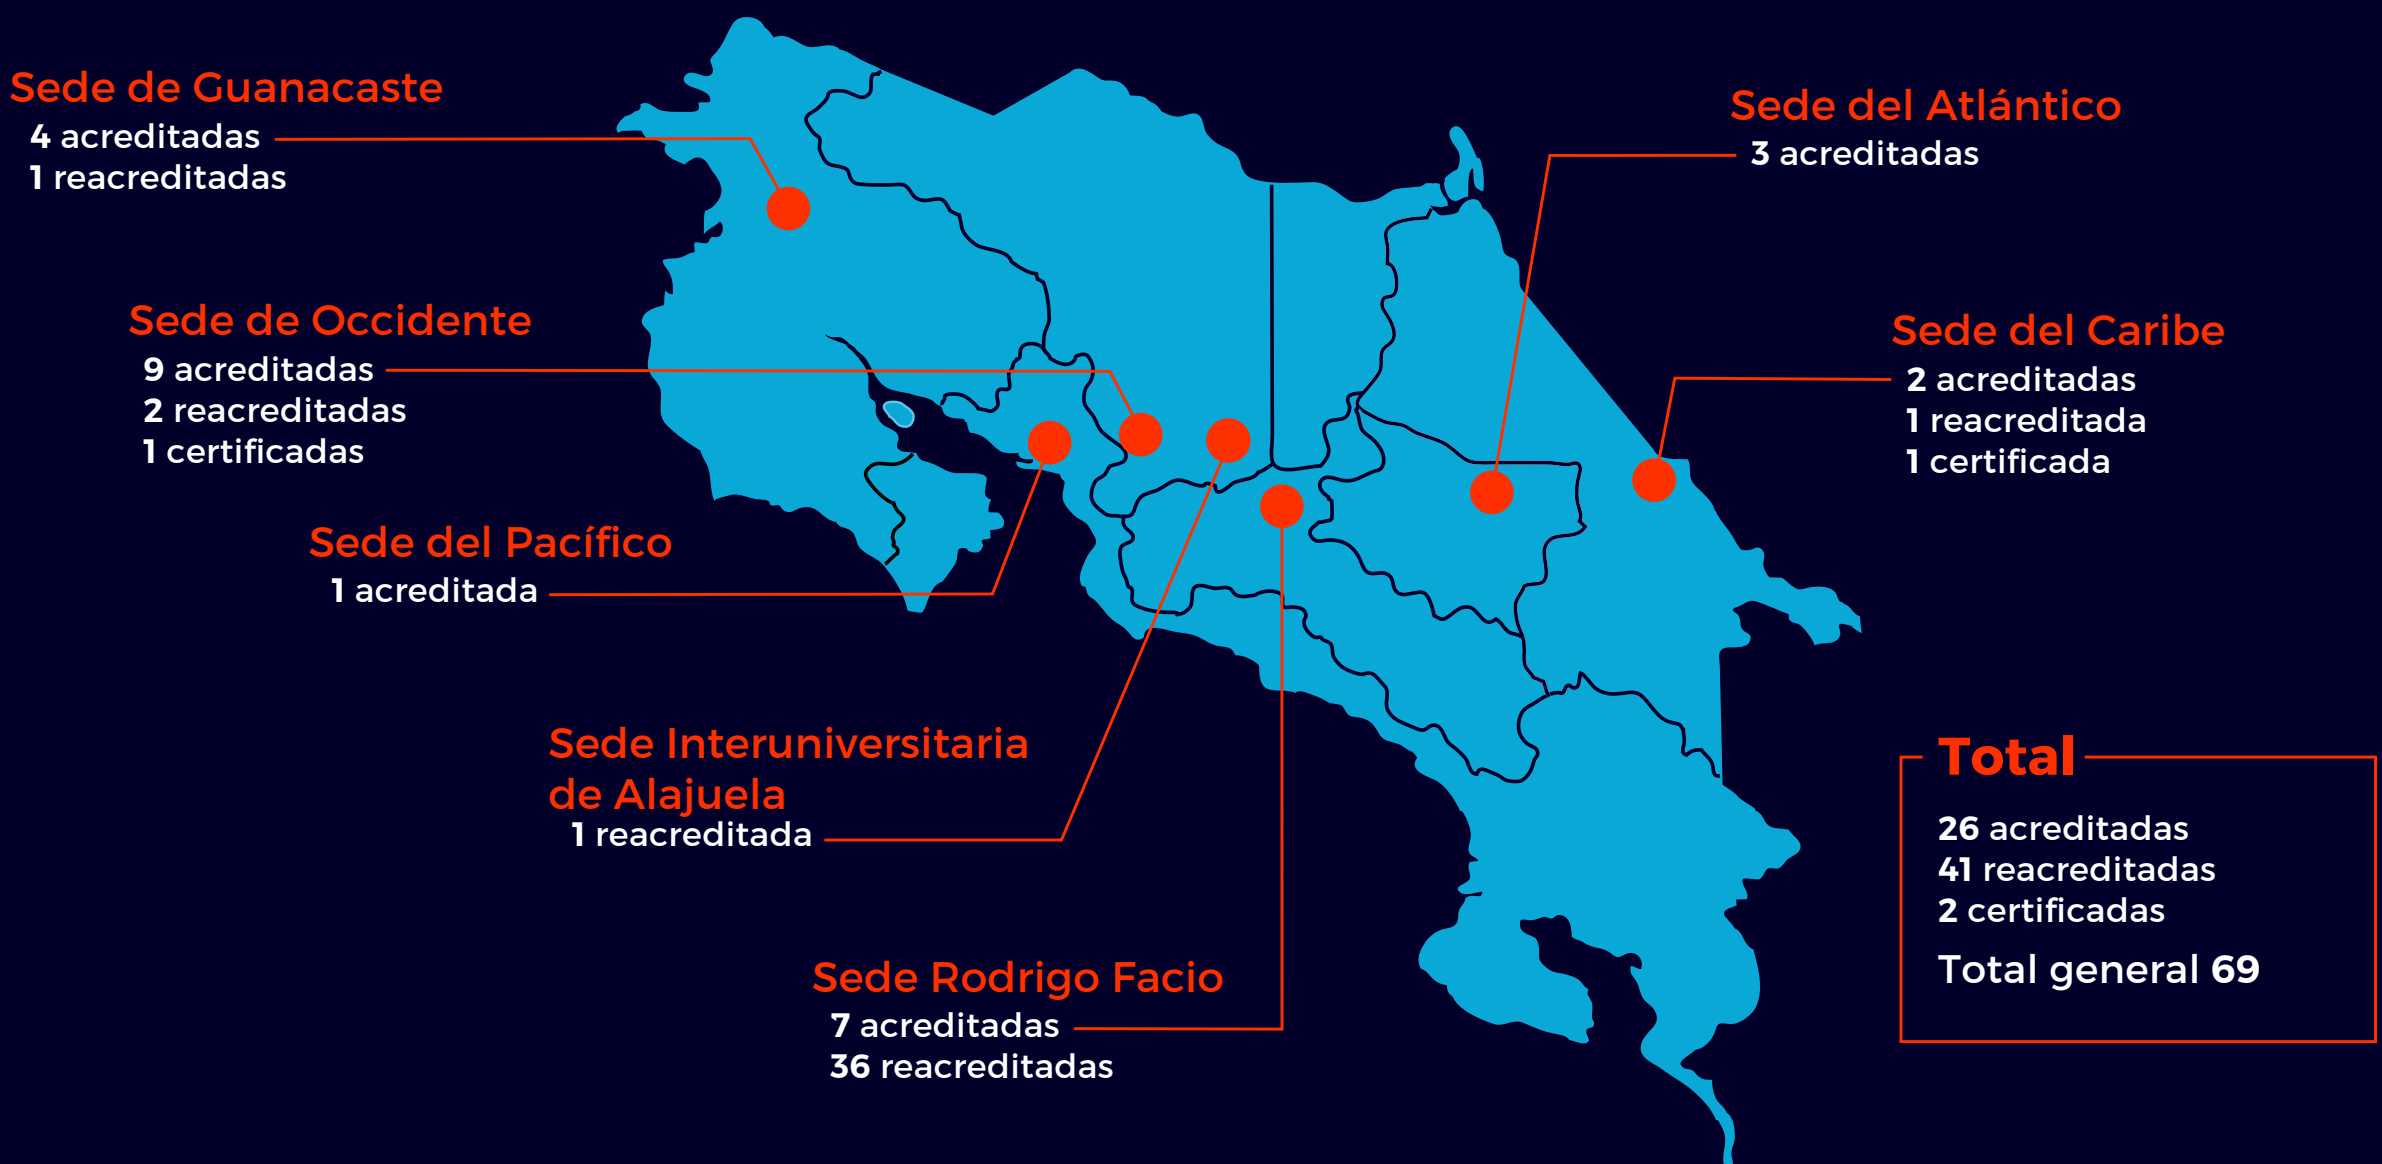 Sede de Guanacaste
4 acreditadas
1 reacreditadas
Sede de Occidente
9 acreditadas
2 reacreditadas
1 certificadas
Sede del Pacífico
1 acreditada
Sede Interuniversitaria
de Alajuela
1 reacreditada
Sede Rodrigo Facio
7 acreditadas
36 reacreditadas
Sede del Atlántico
3 acreditadas
Sede del Caribe
2 acreditadas
1 reacreditada
1 certificada
Total
26 acreditadas
41 reacreditadas
2 certificadas
Total general 69